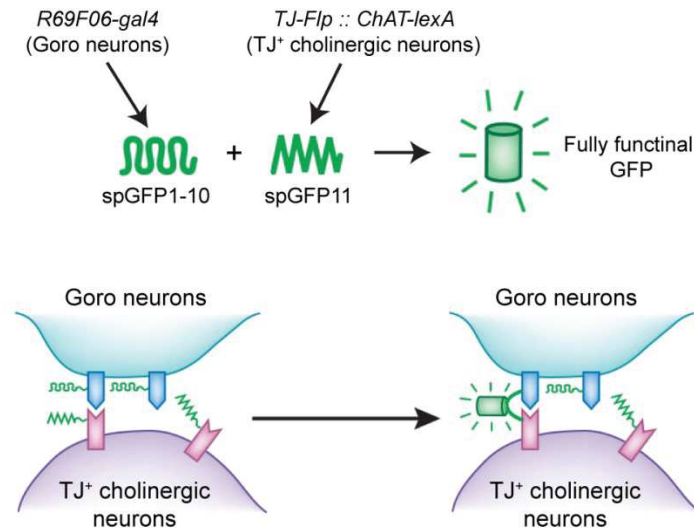 R69F06-gal4
(Goro neurons)
TJ-Flp :: ChAT-lexA
(TJ⁺ cholinergic neurons)
spGFP1-10
+
spGFP11
Fully functinal
GFP
Goro neurons
TJ⁺ cholinergic
neurons
Goro neurons
TJ⁺ cholinergic
neurons